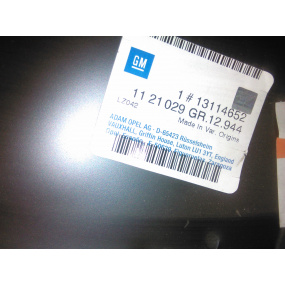 GM
1 # 13114652
11 21 029 GR.12.944
LZ042
Made in Var. Origins
ADAM OPEL AG · D-65423 Rüsselsheim
VAUXHALL, Griffin House, Luton LU1 3YT, England